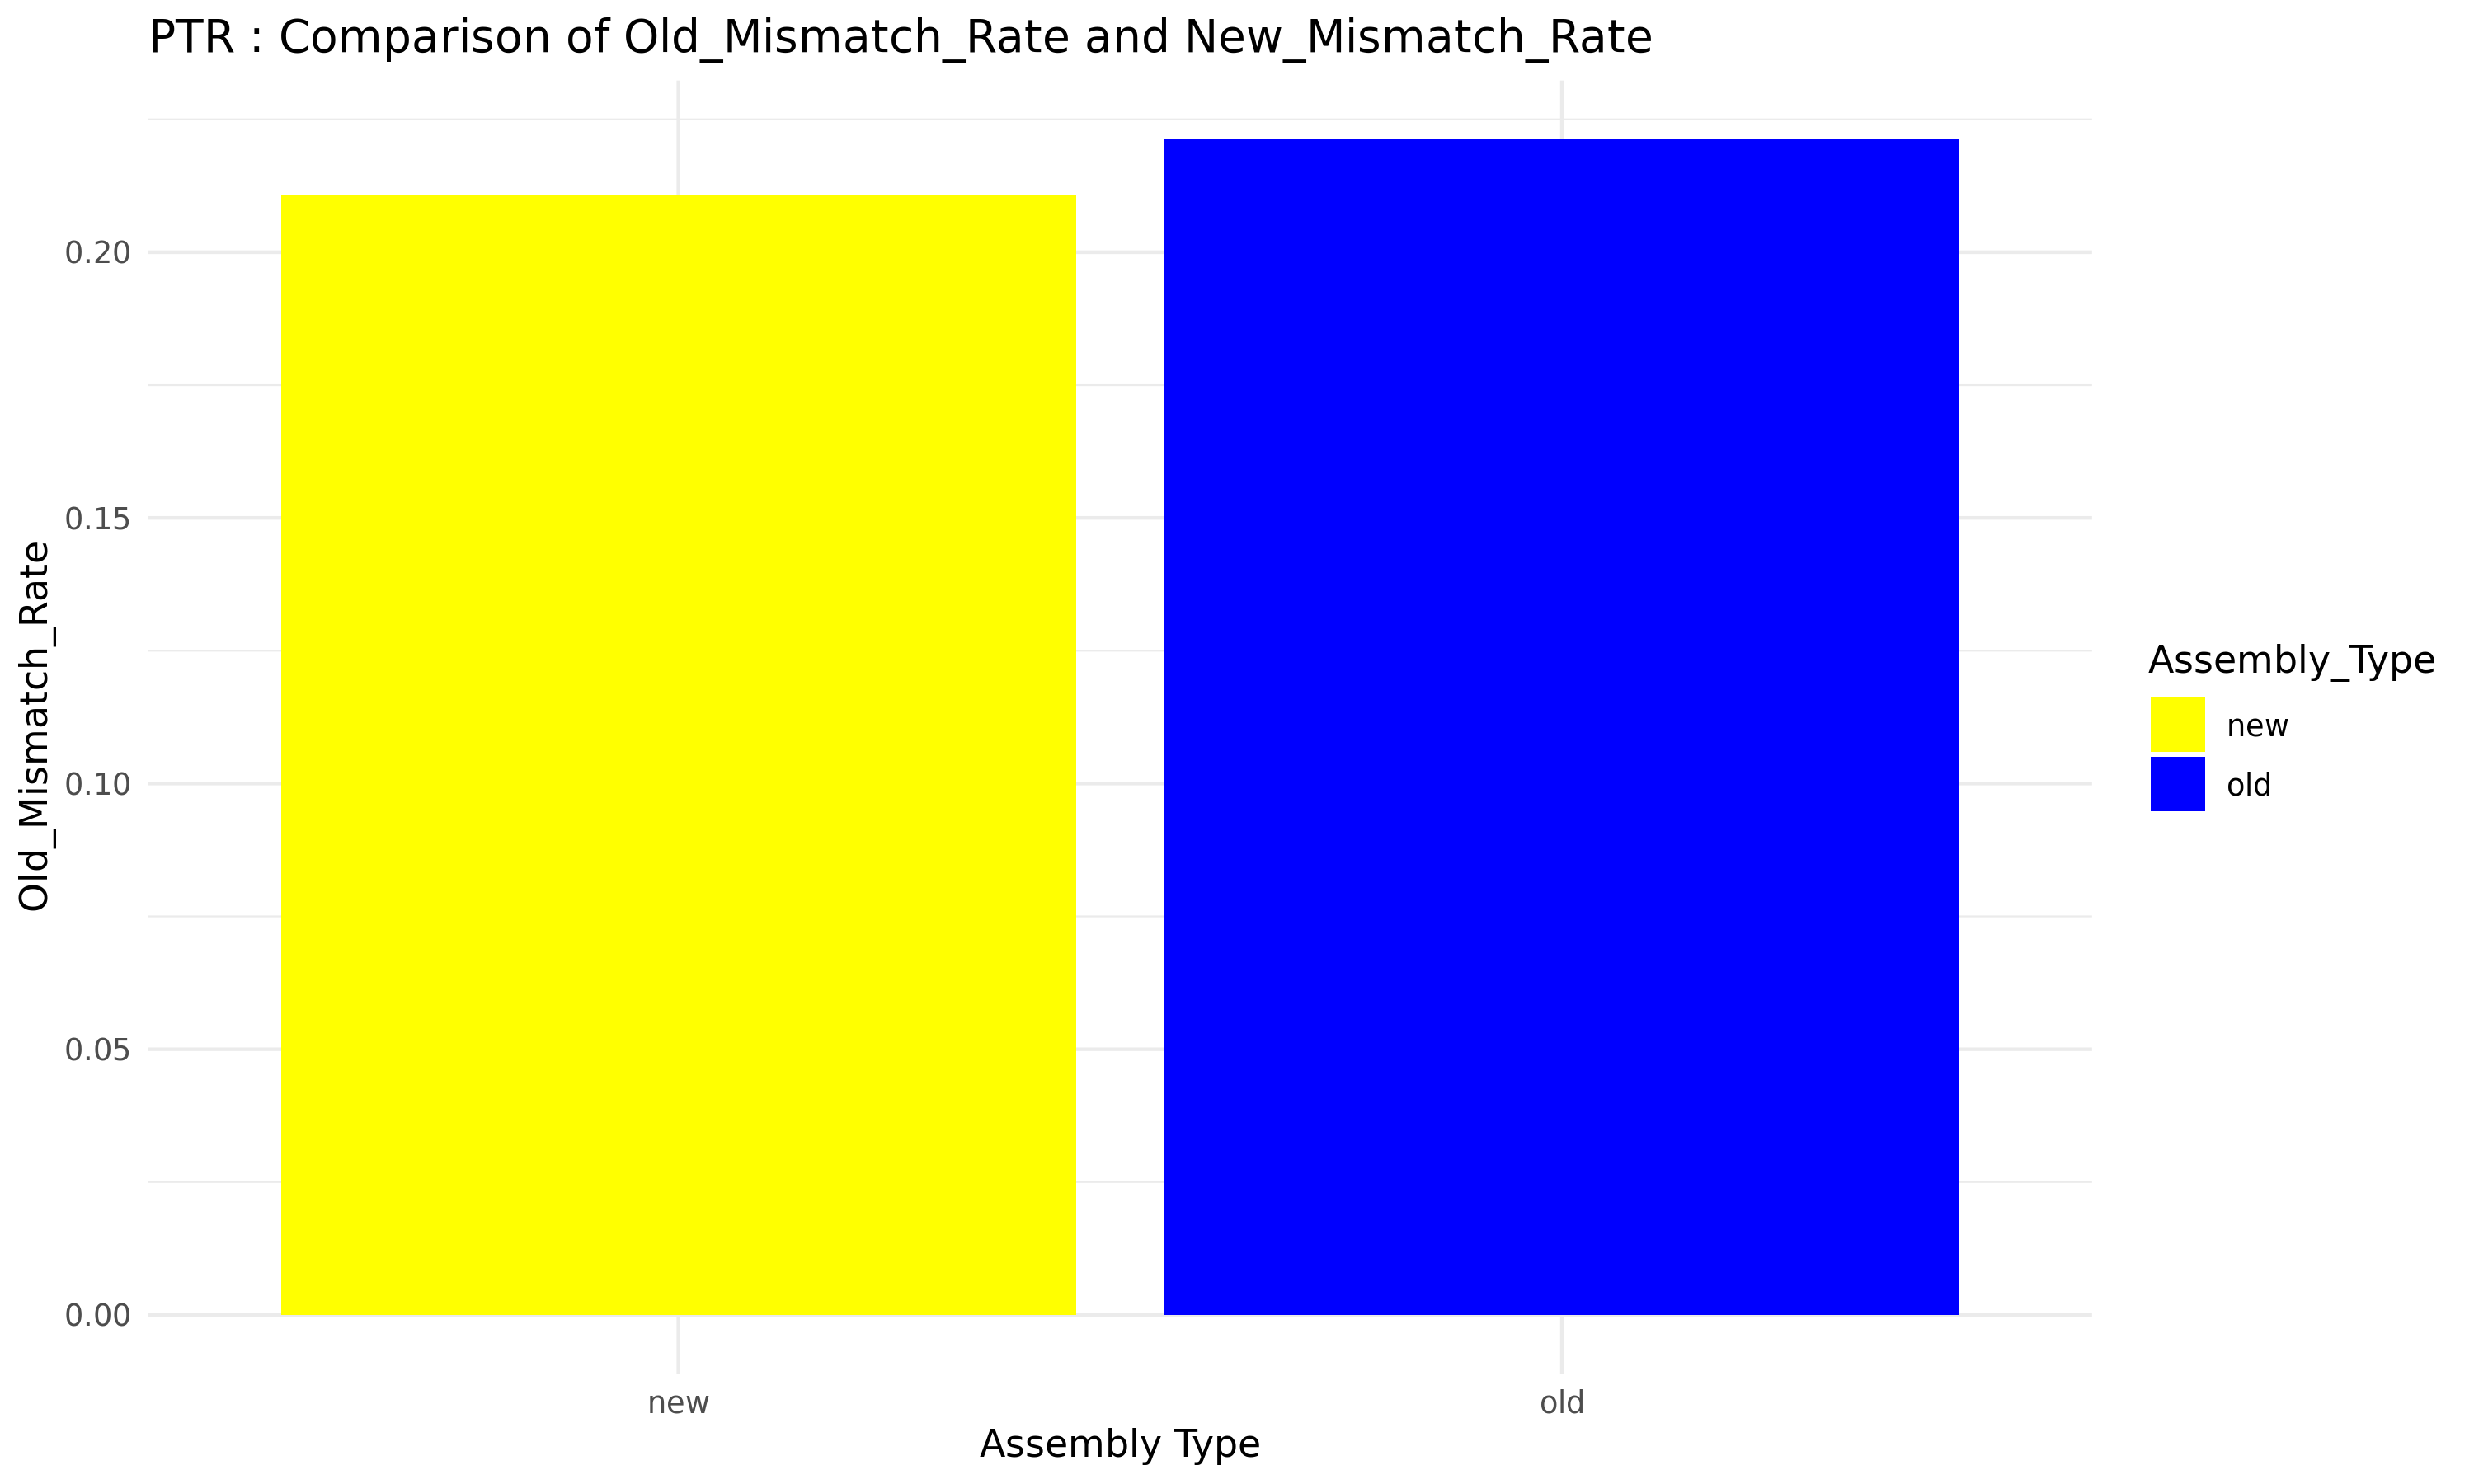 PTR : Comparison of Old_Mismatch_Rate and New_Mismatch_Rate
Old_Mismatch_Rate
0.20
0.15
0.10
0.05
0.00
new
old
Assembly Type
Assembly_Type
new
old